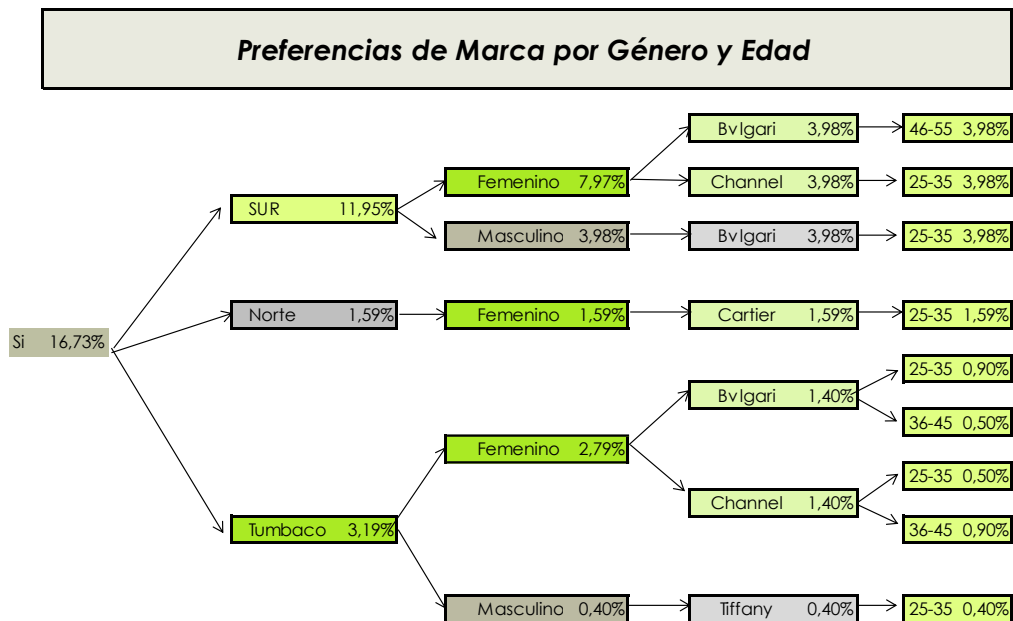 Preferencias de Marca por Género y Edad
Bvlgari 3,98%
46-55 3,98%
Femenino 7,97%
Channel 3,98%
25-35 3,98%
SUR 11,95%
Masculino 3,98%
Bvlgari 3,98%
25-35 3,98%
Norte 1,59%
Femenino 1,59%
Cartier 1,59%
25-35 1,59%
Si 16,73%
25-35 0,90%
Bvlgari 1,40%
36-45 0,50%
Femenino 2,79%
25-35 0,50%
Channel 1,40%
36-45 0,90%
Tumbaco 3,19%
Masculino 0,40%
Tiffany 0,40%
25-35 0,40%